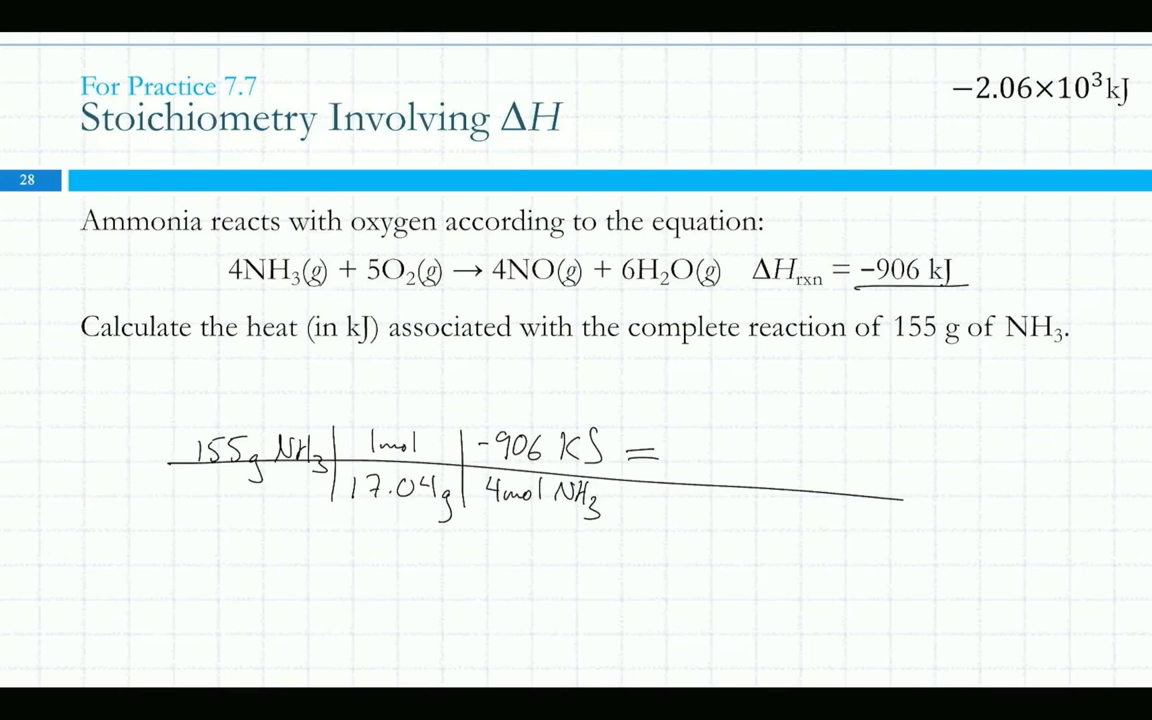 For Practice 7.7
−2.06×10³kJ
Stoichiometry Involving ΔH
28
Ammonia reacts with oxygen according to the equation:
4NH₃(g) + 5O₂(g) → 4NO(g) + 6H₂O(g) ΔHᵣₓₙ = −906 kJ
Calculate the heat (in kJ) associated with the complete reaction of 155 g of NH₃.
155g NH₃ | 1mol | -906 KJ =
17.04g | 4mol NH₃